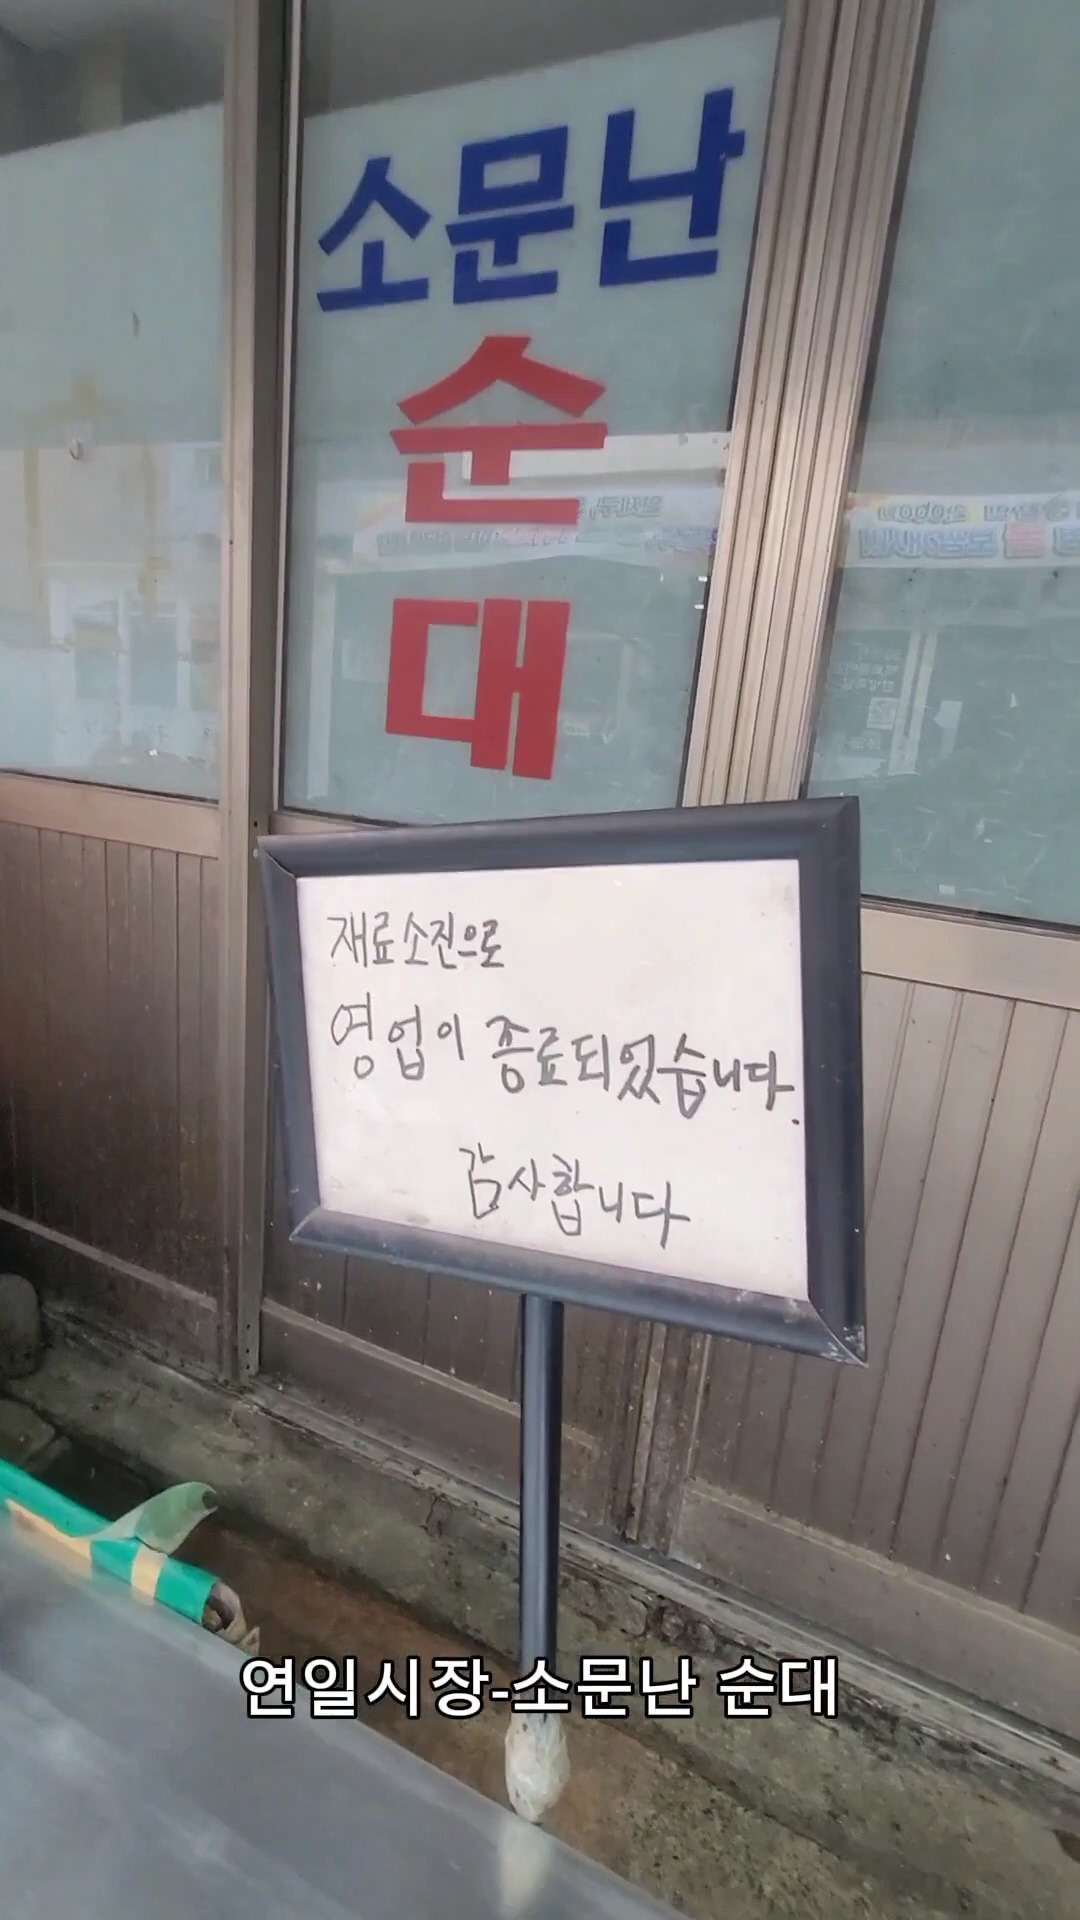 소문난
순
대
재료소진으로
영업이 종료되었습니다.
감사합니다
연일시장-소문난 순대